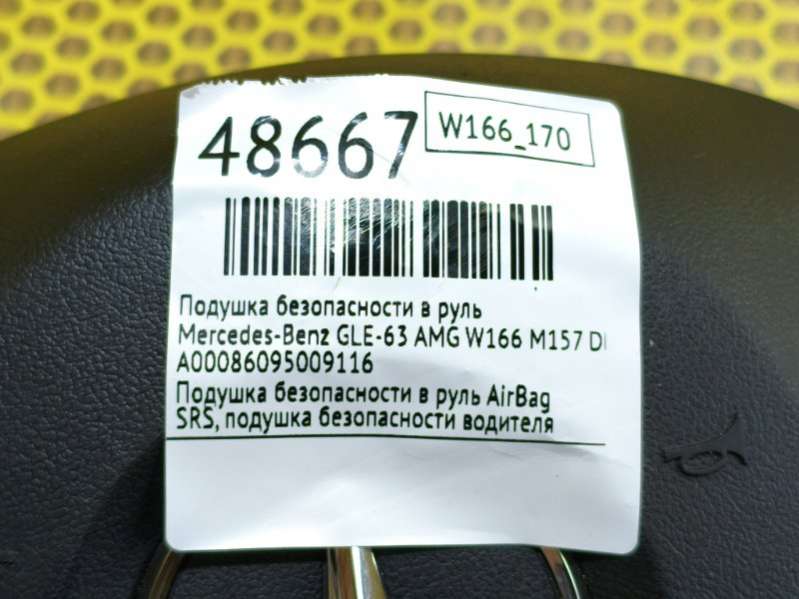 48667
W166_170
Подушка безопасности в руль
Mercedes-Benz GLE-63 AMG W166 M157
A00086095009116
Подушка безопасности в руль AirBag
SRS, подушка безопасности водителя